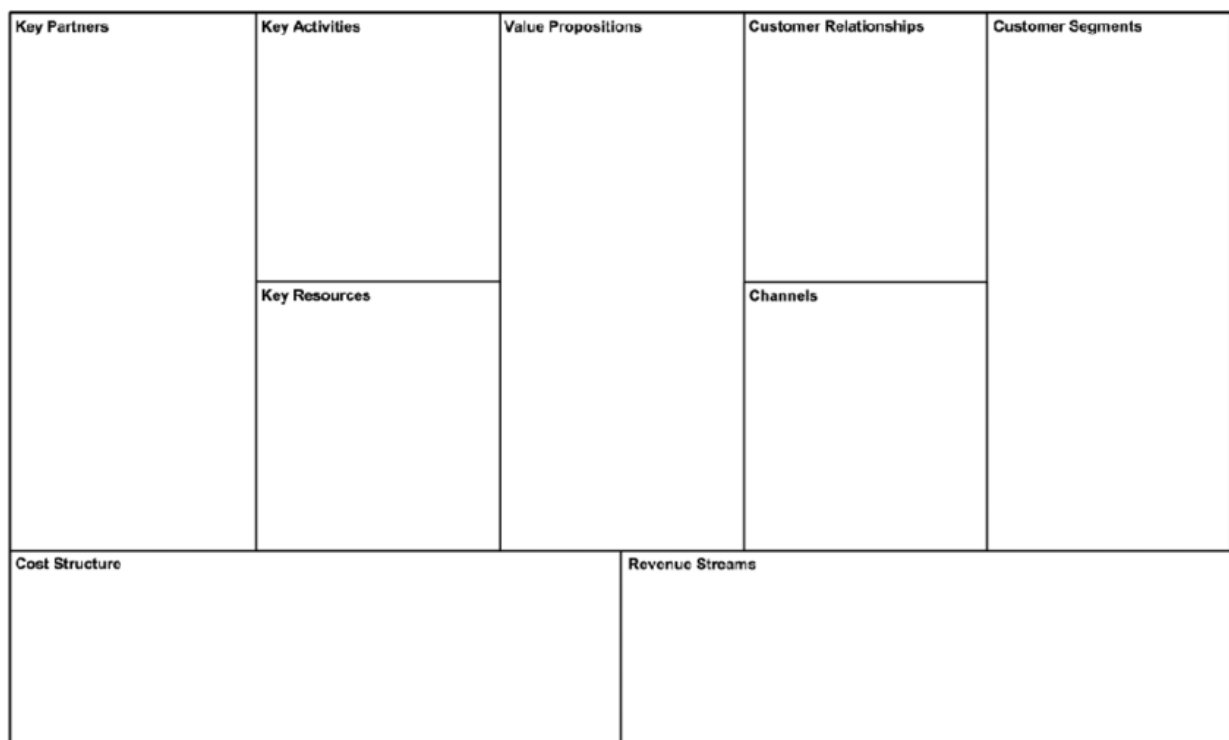 Key Partners
Key Activities
Value Propositions
Customer Relationships
Customer Segments
Key Resources
Channels
Cost Structure
Revenue Streams